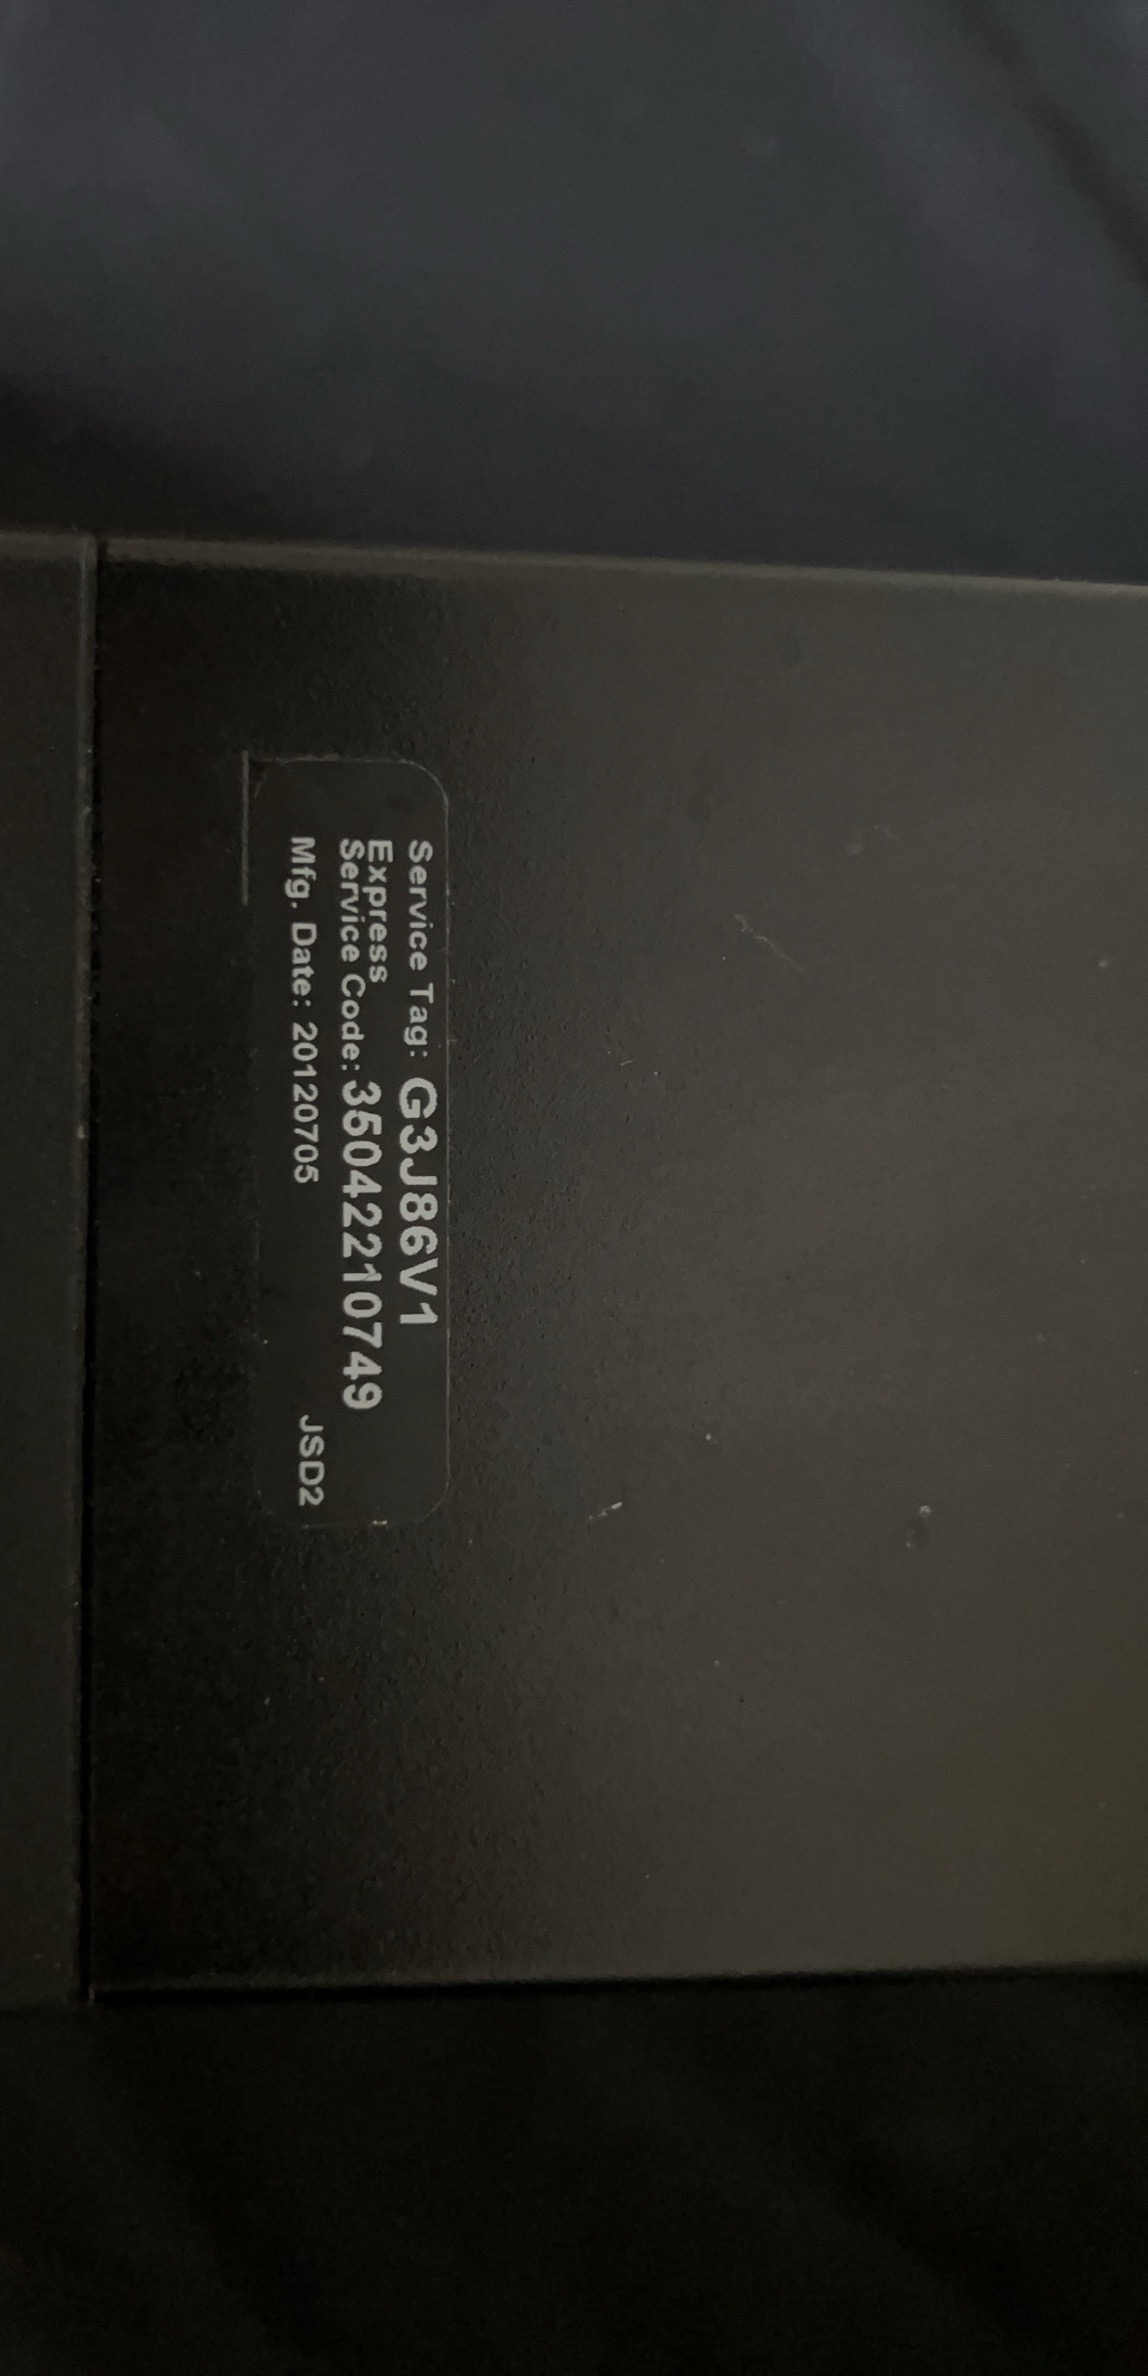 Service Tag: G3J86V1
Express
Service Code: 35042210749
Mfg. Date: 20120705 JSD2